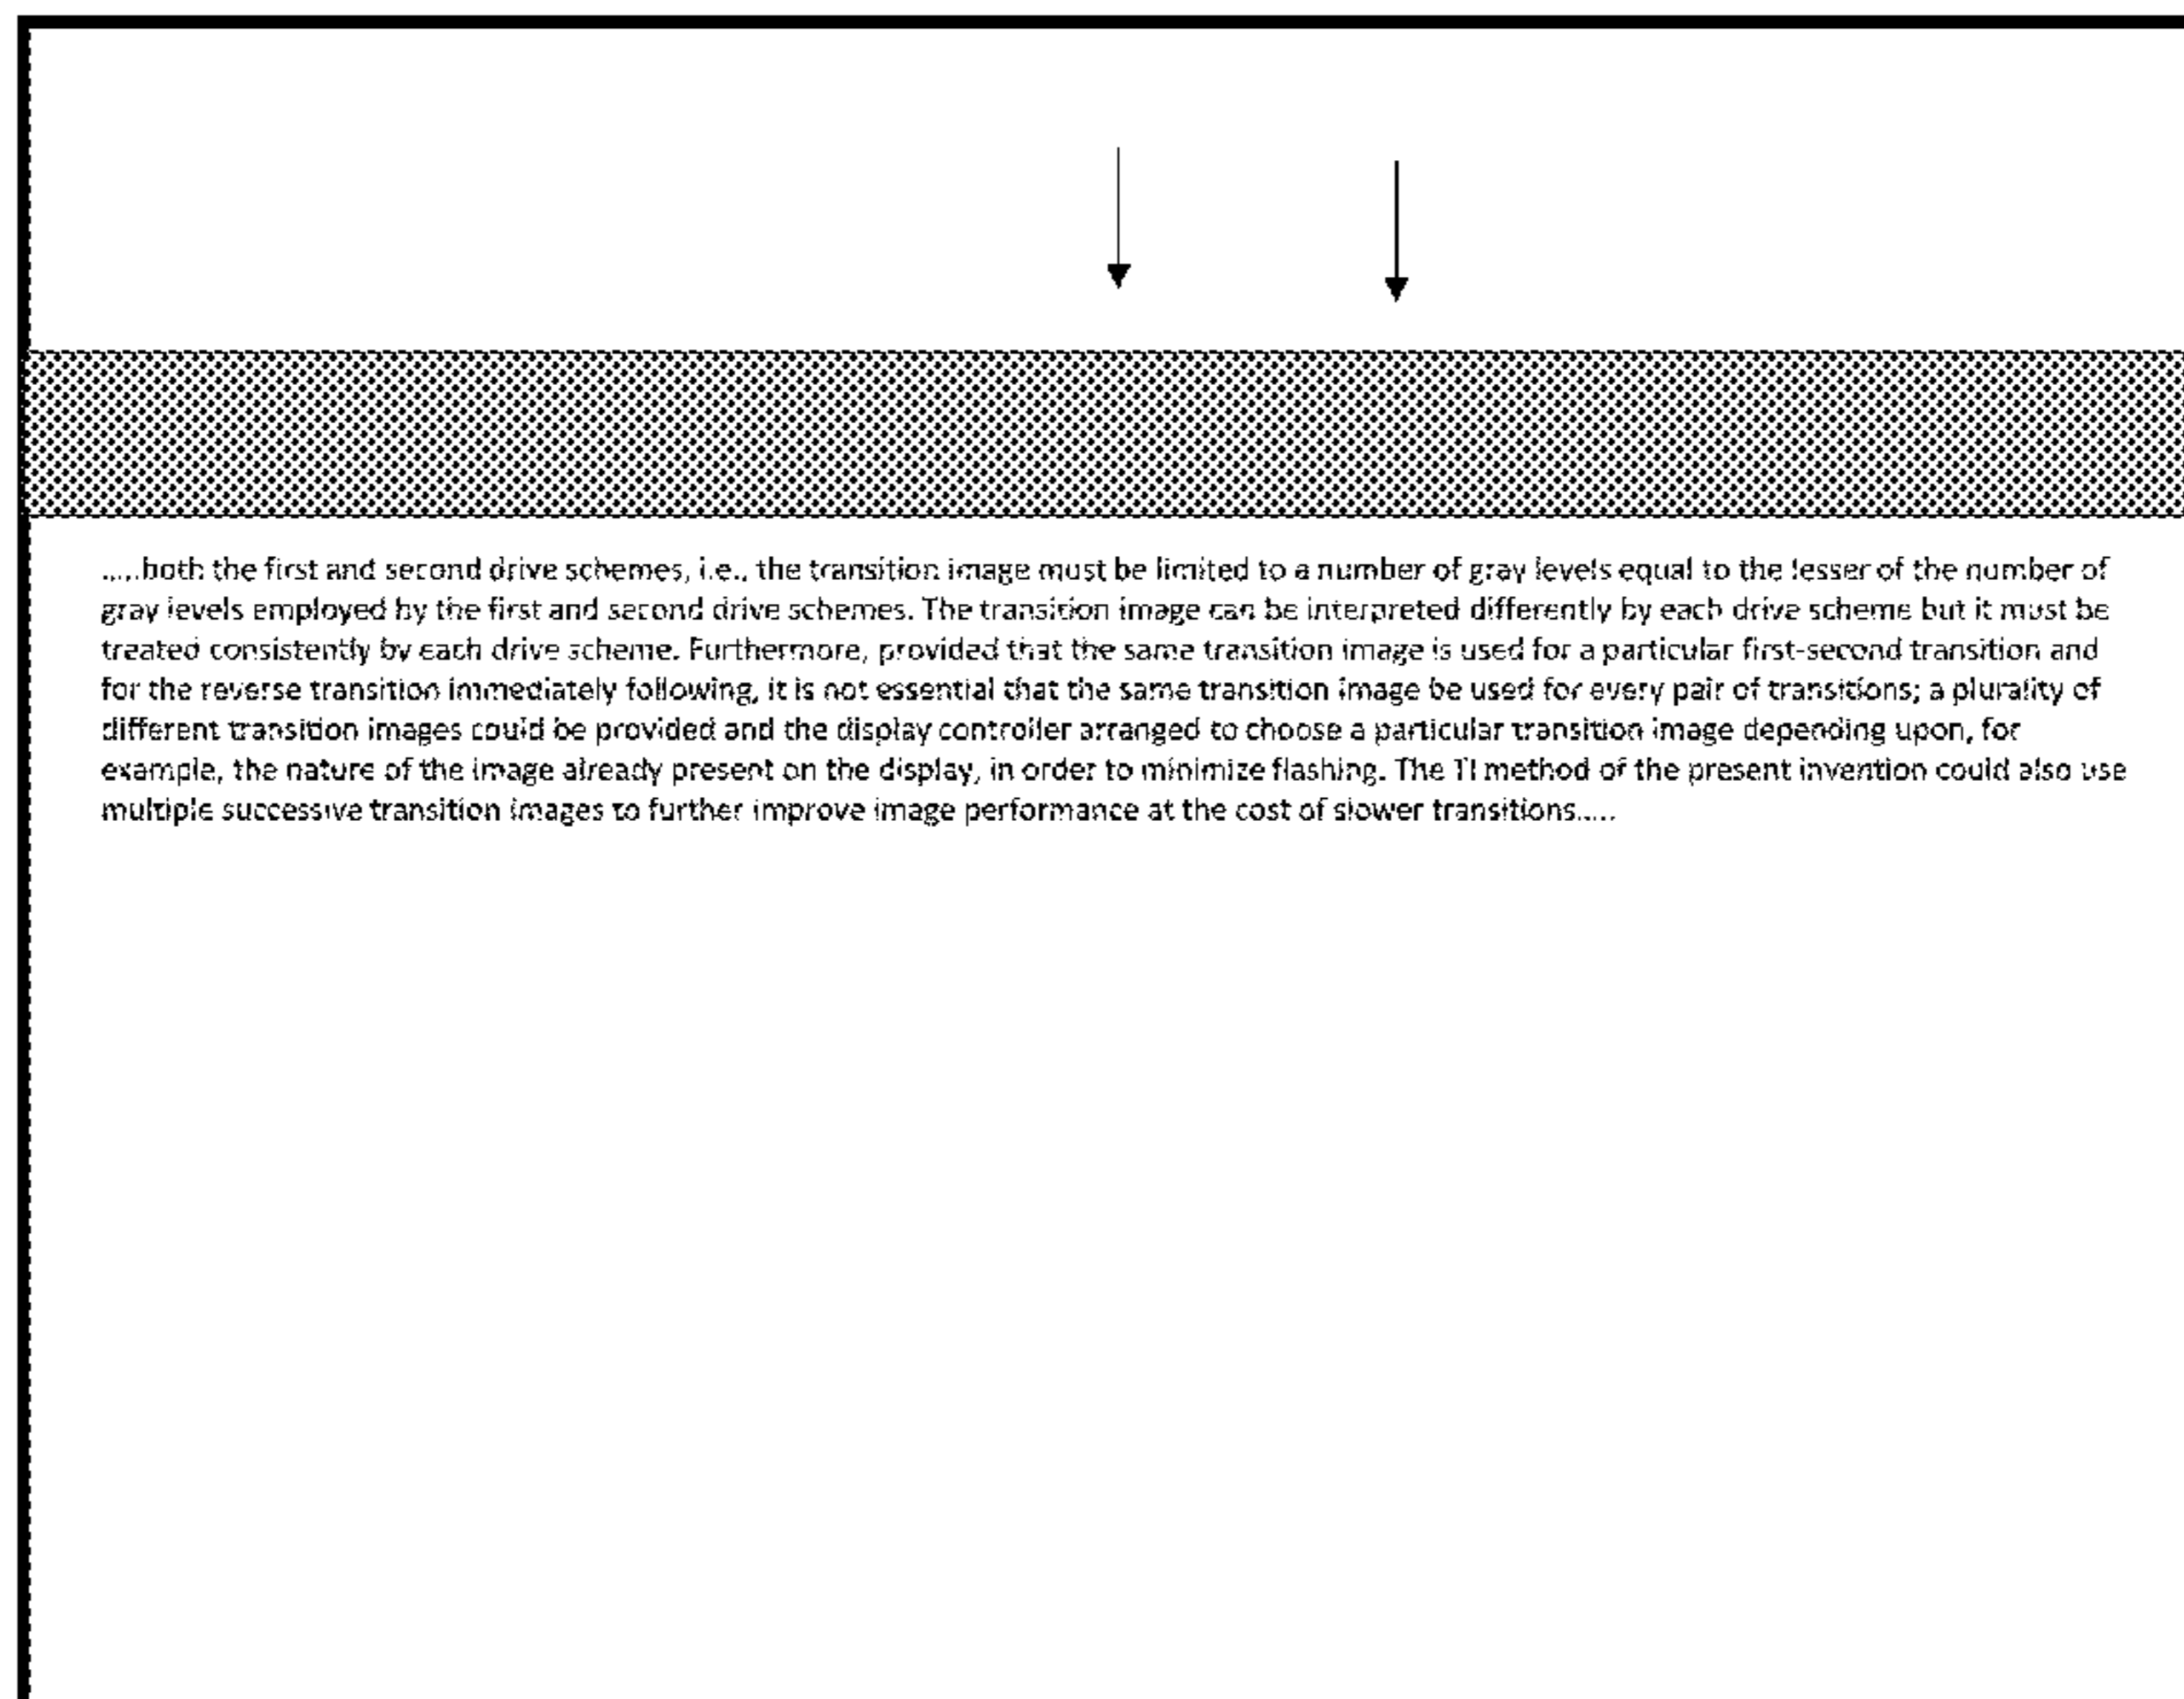 .....both the first and second drive schemes, i.e., the transition image must be limited to a number of gray levels equal to the lesser of the number of
gray levels employed by the first and second drive schemes. The transition image can be interpreted differently by each drive scheme but it must be
treated consistently by each drive scheme. Furthermore, provided that the same transition image is used for a particular first-second transition and
for the reverse transition immediately following, it is not essential that the same transition image be used for every pair of transitions; a plurality of
different transition images could be provided and the display controller arranged to choose a particular transition image depending upon, for
example, the nature of the image already present on the display, in order to minimize flashing. The TI method of the present invention could also use
multiple successive transition images to further improve image performance at the cost of slower transitions.....